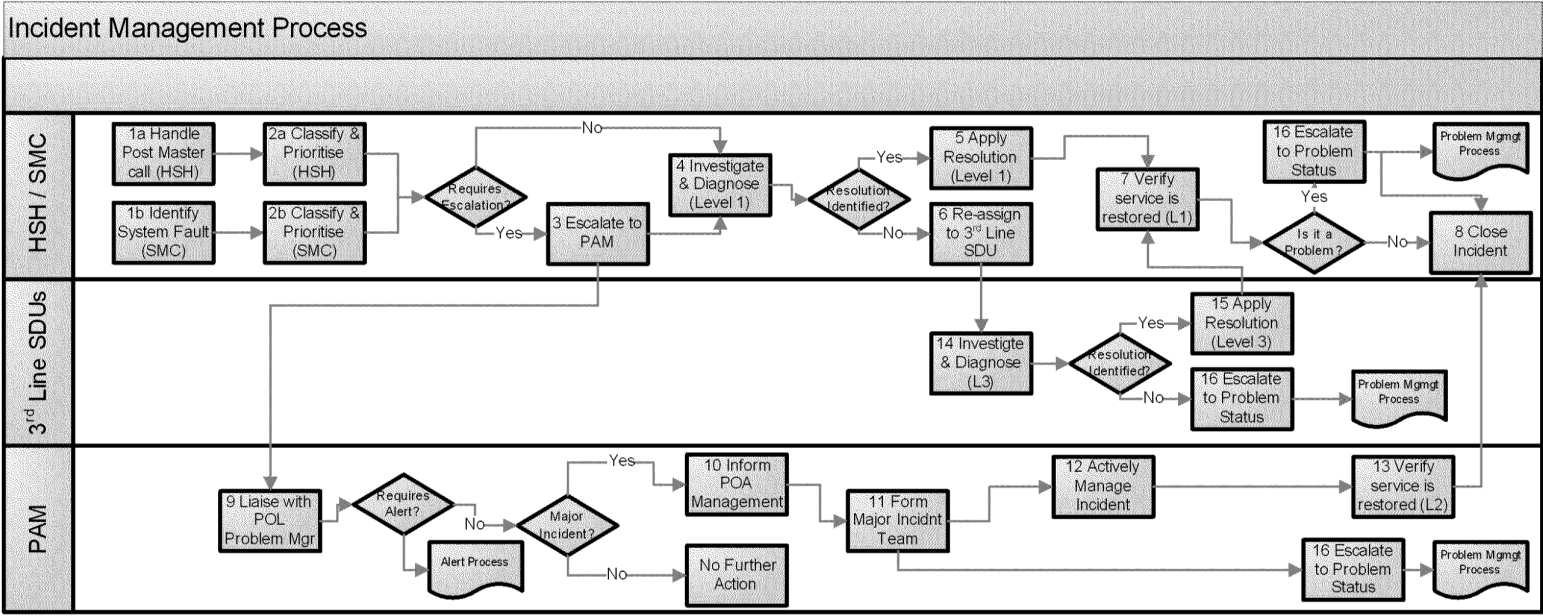 Incident Management Process
HSH / SMC
1a Handle
Post Master
call (HSH)
2a Classify &
Prioritise
(HSH)
1b Identify
System Fault
(SMC)
2b Classify &
Prioritise
(SMC)
Requires
Escalation?
No
Yes
3 Escalate to
PAM
4 Investigate
& Diagnose
(Level 1)
Resolution
Identified?
Yes
No
5 Apply
Resolution
(Level 1)
6 Re-assign
to 3rd Line
SDU
7 Verify
service is
restored (L1)
Is it a
Problem ?
Yes
No
16 Escalate
to Problem
Status
Problem Mgmgt
Process
8 Close
Incident
3rd Line SDUs
14 Investigte
& Diagnose
(L3)
Resolution
Identified?
Yes
No
15 Apply
Resolution
(Level 3)
16 Escalate
to Problem
Status
Problem Mgmgt
Process
PAM
9 Liaise with
POL
Problem Mgr
Requires
Alert?
No
Alert Process
Major
Incident?
Yes
No
10 Inform
POA
Management
No Further
Action
11 Form
Major Incidnt
Team
12 Actively
Manage
Incident
13 Verify
service is
restored (L2)
16 Escalate
to Problem
Status
Problem Mgmgt
Process